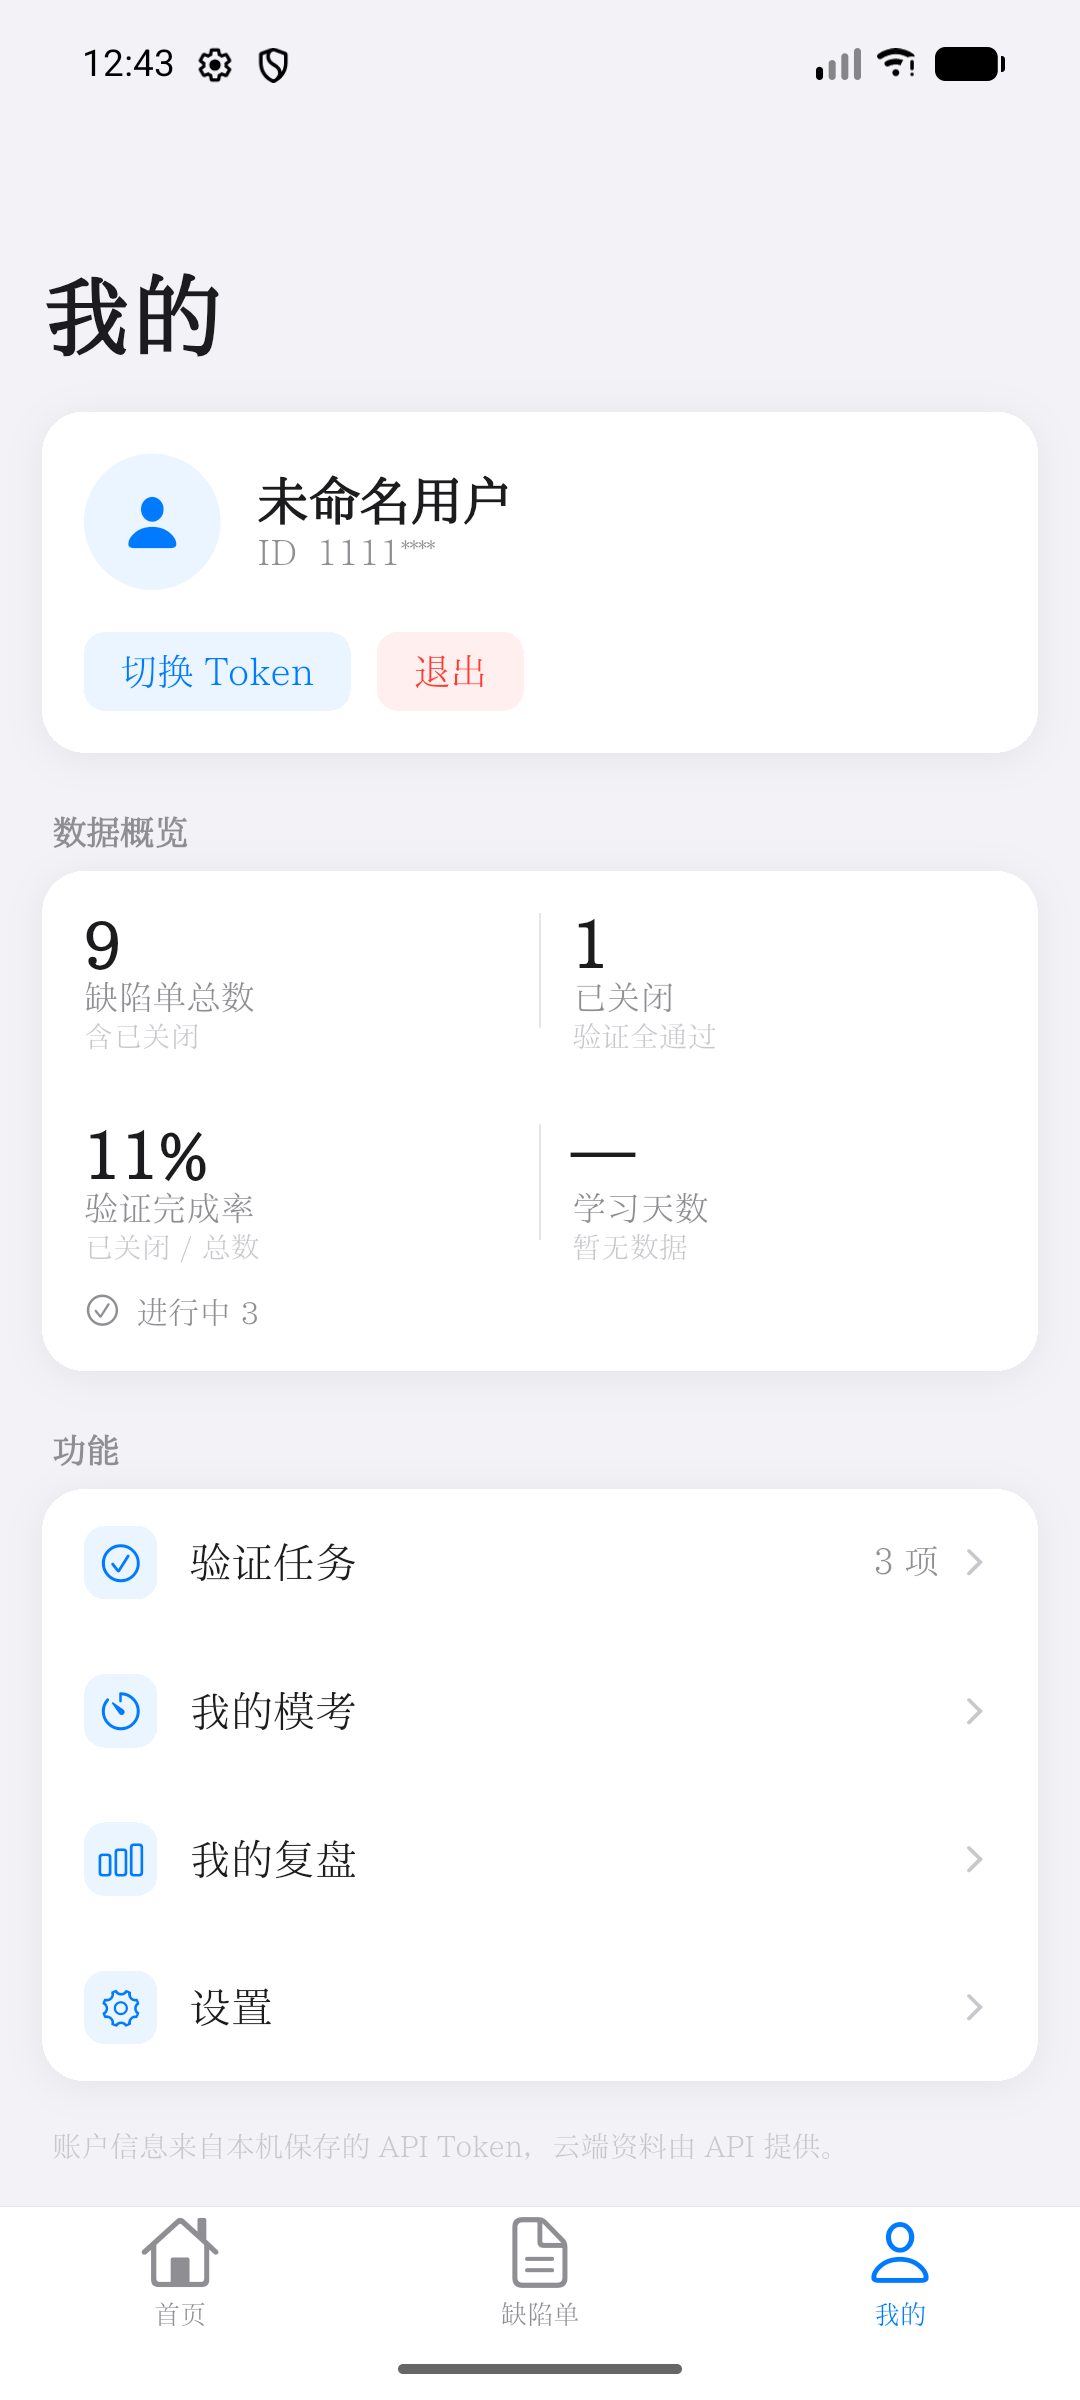 12:43
我的
未命名用户
ID 1111****
切换 Token
退出
数据概览
9
缺陷单总数
含已关闭
1
已关闭
验证全通过
11%
验证完成率
已关闭 / 总数
—
学习天数
暂无数据
进行中 3
功能
验证任务
3 项
我的模考
我的复盘
设置
账户信息来自本机保存的 API Token，云端资料由 API 提供。
首页
缺陷单
我的